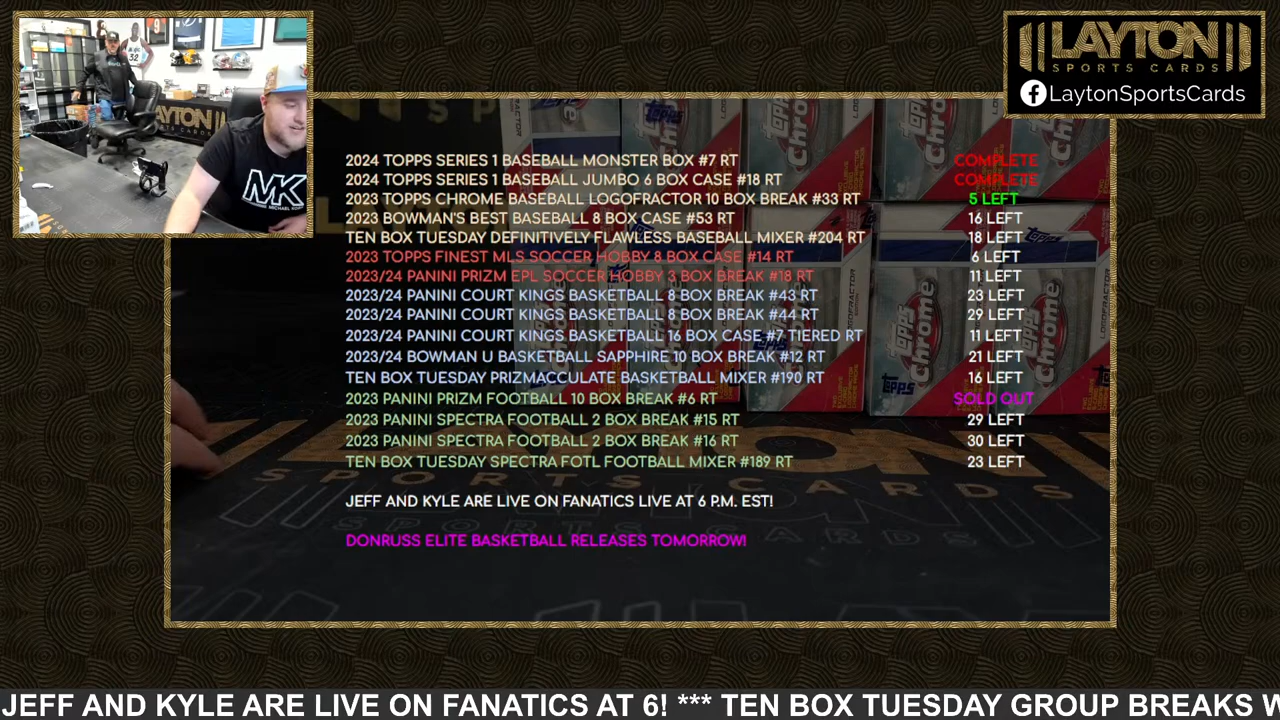 LAYTON
SPORTS CARDS
LaytonSportsCards
MK
MICHAEL KORS
2024 TOPPS SERIES 1 BASEBALL MONSTER BOX #7 RT COMPLETE
2024 TOPPS SERIES 1 BASEBALL JUMBO 6 BOX CASE #18 RT COMPLETE
2023 TOPPS CHROME BASEBALL LOGOFRACTOR 10 BOX BREAK #33 RT 5 LEFT
2023 BOWMAN'S BEST BASEBALL 8 BOX CASE #53 RT 16 LEFT
TEN BOX TUESDAY DEFINITIVELY FLAWLESS BASEBALL MIXER #204 RT 18 LEFT
2023 TOPPS FINEST MLS SOCCER HOBBY 8 BOX CASE #14 RT 6 LEFT
2023/24 PANINI PRIZM EPL SOCCER HOBBY 3 BOX BREAK #18 RT 11 LEFT
2023/24 PANINI COURT KINGS BASKETBALL 8 BOX BREAK #43 RT 23 LEFT
2023/24 PANINI COURT KINGS BASKETBALL 8 BOX BREAK #44 RT 29 LEFT
2023/24 PANINI COURT KINGS BASKETBALL 16 BOX CASE #7 TIERED RT 11 LEFT
2023/24 BOWMAN U BASKETBALL SAPPHIRE 10 BOX BREAK #12 RT 21 LEFT
TEN BOX TUESDAY PRIZMACCULATE BASKETBALL MIXER #190 RT 16 LEFT
2023 PANINI PRIZM FOOTBALL 10 BOX BREAK #6 RT SOLD OUT
2023 PANINI SPECTRA FOOTBALL 2 BOX BREAK #15 RT 29 LEFT
2023 PANINI SPECTRA FOOTBALL 2 BOX BREAK #16 RT 30 LEFT
TEN BOX TUESDAY SPECTRA FOTL FOOTBALL MIXER #189 RT 23 LEFT
JEFF AND KYLE ARE LIVE ON FANATICS LIVE AT 6 P.M. EST!
DONRUSS ELITE BASKETBALL RELEASES TOMORROW!
JEFF AND KYLE ARE LIVE ON FANATICS AT 6! *** TEN BOX TUESDAY GROUP BREAKS W